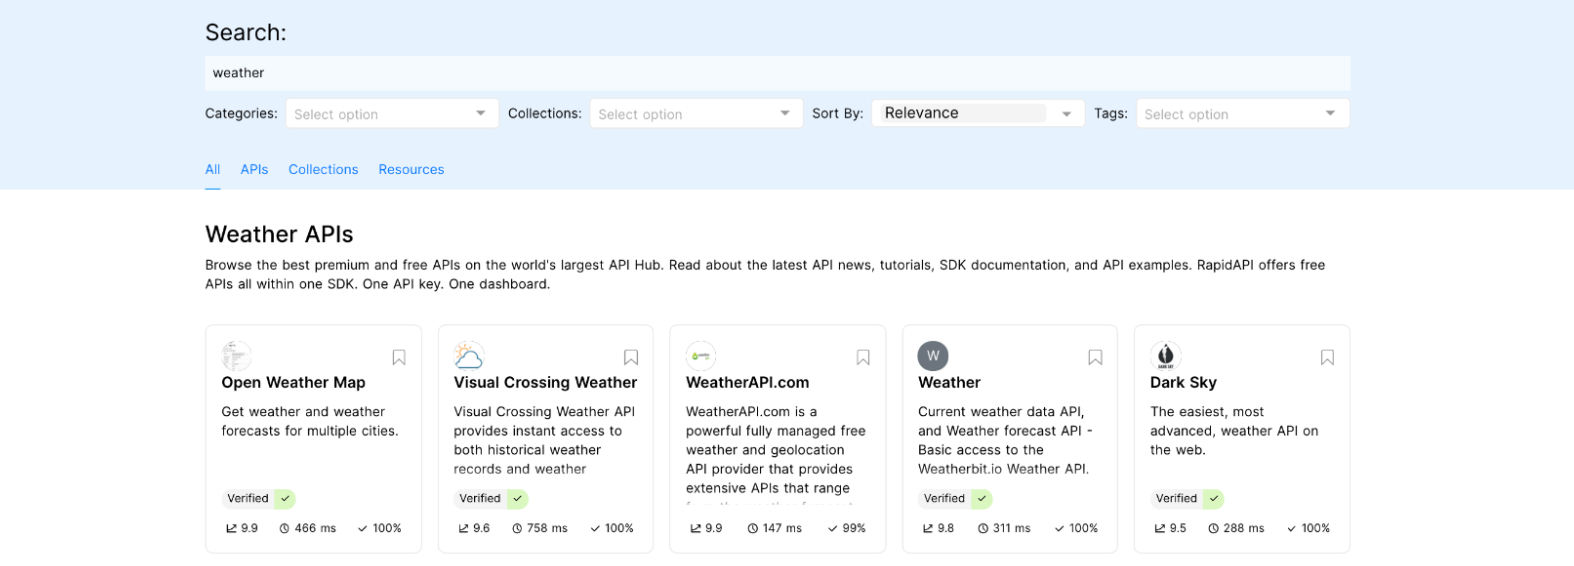 Search:
weather
Categories: Select option Collections: Select option Sort By: Relevance Tags: Select option
All APIs Collections Resources
Weather APIs
Browse the best premium and free APIs on the world's largest API Hub. Read about the latest API news, tutorials, SDK documentation, and API examples. RapidAPI offers free
APIs all within one SDK. One API key. One dashboard.
Open Weather Map
Get weather and weather
forecasts for multiple cities.
Verified
9.9 466 ms 100%
Visual Crossing Weather
Visual Crossing Weather API
provides instant access to
both historical weather
records and weather
Verified
9.6 758 ms 100%
WeatherAPI.com
WeatherAPI.com is a
powerful fully managed free
weather and geolocation
API provider that provides
extensive APIs that range
9.9 147 ms 99%
W
Weather
Current weather data API,
and Weather forecast API -
Basic access to the
Weatherbit.io Weather API.
Verified
9.8 311 ms 100%
DARK SKY
Dark Sky
The easiest, most
advanced, weather API on
the web.
Verified
9.5 288 ms 100%